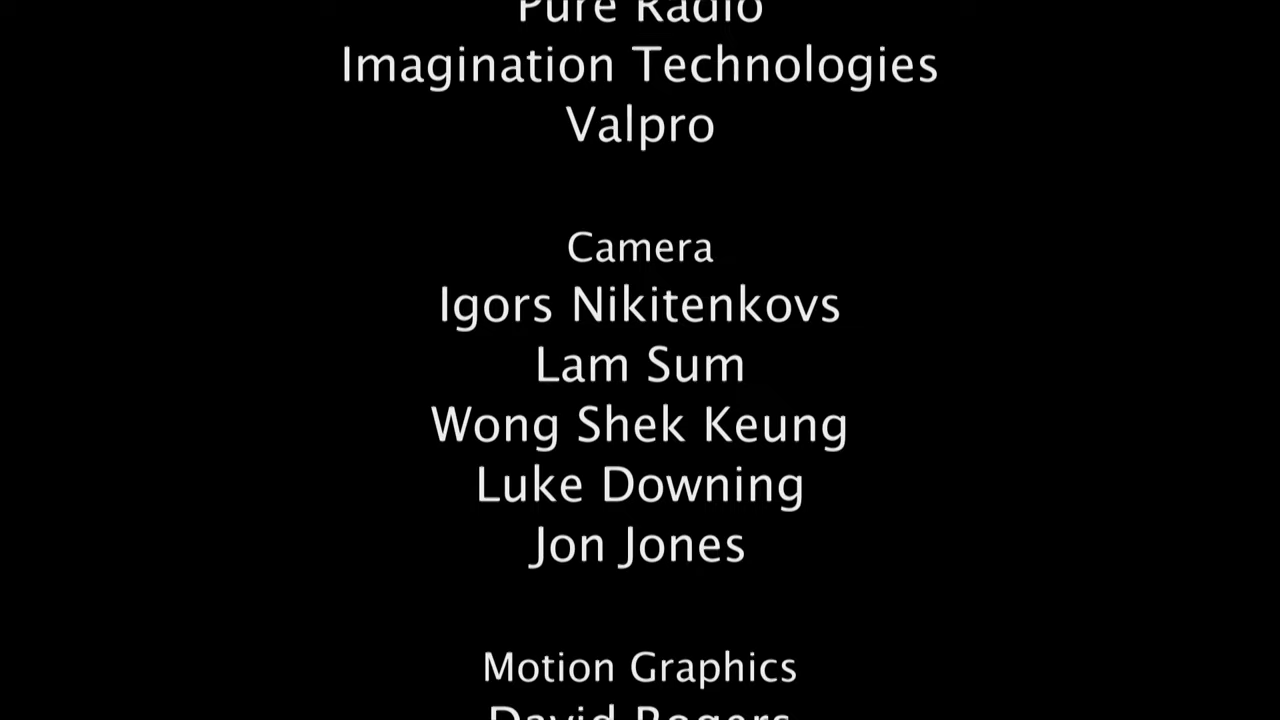 Pure Radio
Imagination Technologies
Valpro
Camera
Igors Nikitenkovs
Lam Sum
Wong Shek Keung
Luke Downing
Jon Jones
Motion Graphics
David Rogers